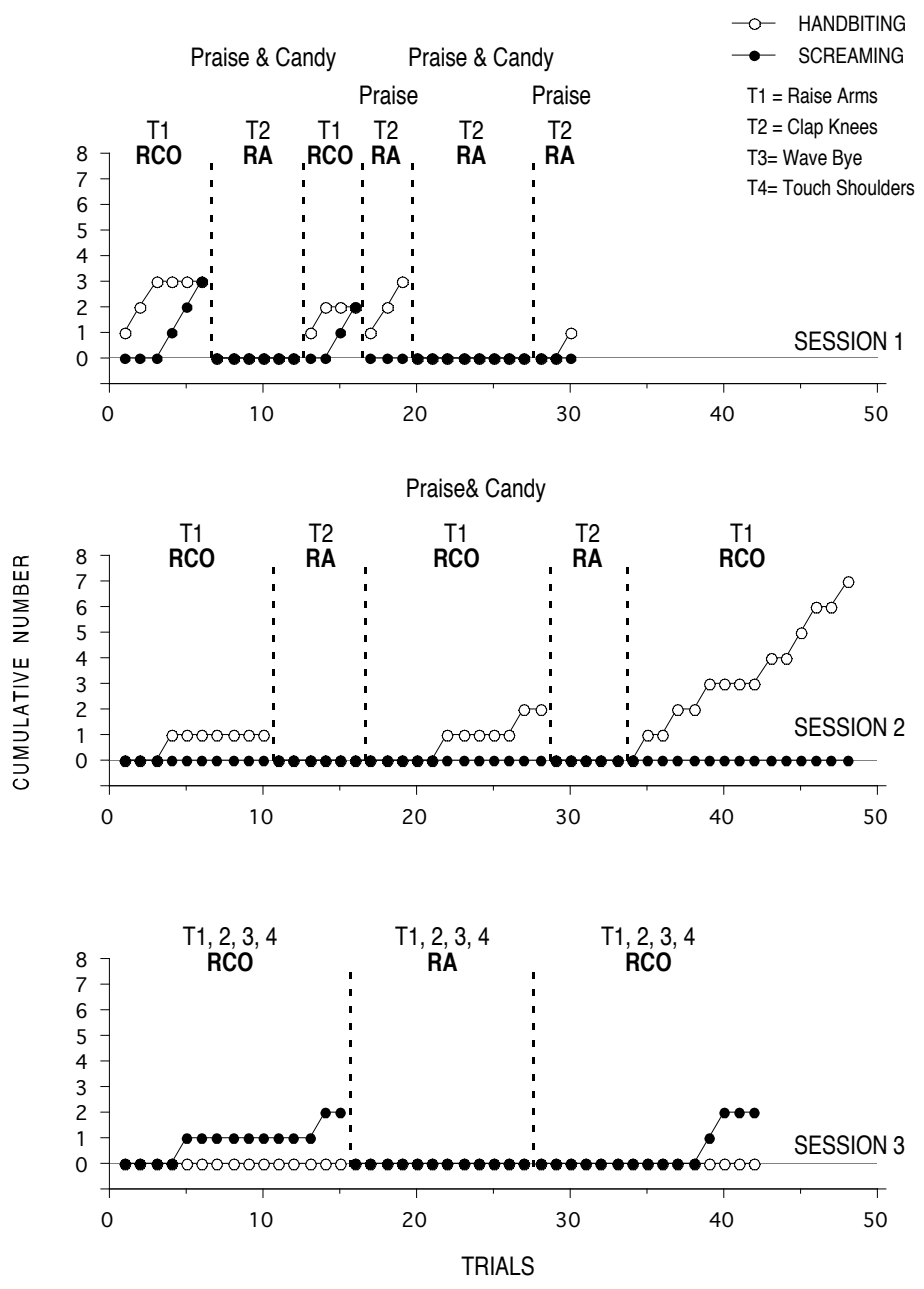 HANDBITING
SCREAMING
T1 = Raise Arms
T2 = Clap Knees
T3= Wave Bye
T4= Touch Shoulders
Praise & Candy Praise & Candy
Praise Praise
T1 T2 T1 T2 T2 T2
RCO RA RCO RA RA RA
8
7
6
5
4
3
2
1
0
SESSION 1
0 10 20 30 40 50
Praise& Candy
T1 T2 T1 T2 T1
RCO RA RCO RA RCO
8
7
6
5
4
3
2
1
0
CUMULATIVE NUMBER
SESSION 2
0 10 20 30 40 50
T1, 2, 3, 4 T1, 2, 3, 4 T1, 2, 3, 4
RCO RA RCO
8
7
6
5
4
3
2
1
0
SESSION 3
0 10 20 30 40 50
TRIALS